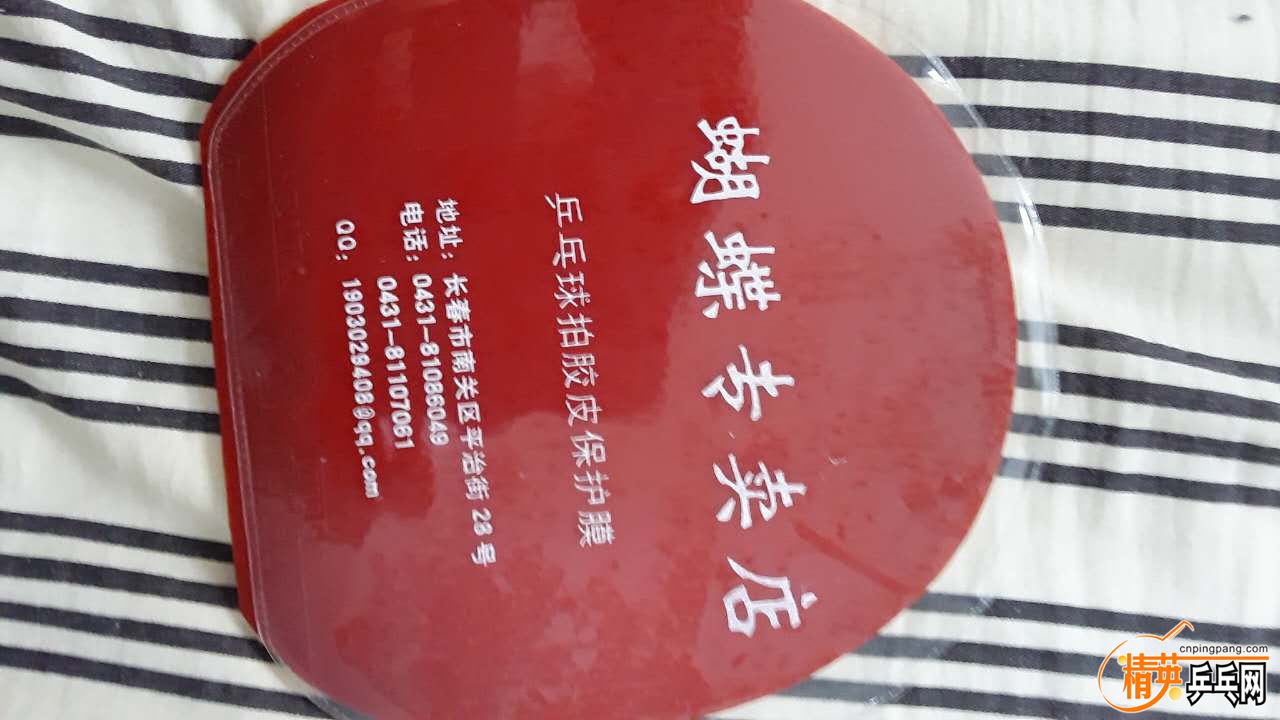 蝴蝶专卖店
乒乓球拍胶皮保护膜
地址：长春市南关区平治街28号
电话：0431-81086049
0431-81107061
QQ：1903028408@qq.com
cnpingpang.com
精英乒乓网